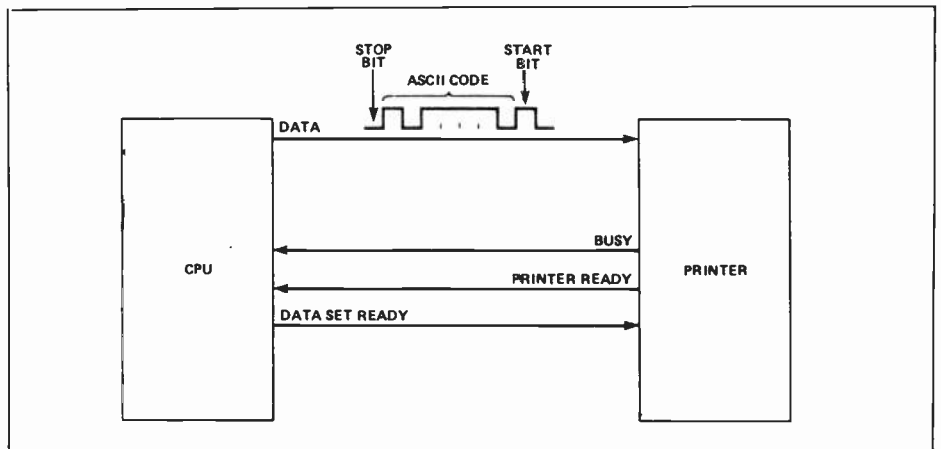 STOP
BIT
START
BIT
ASCII CODE
DATA
BUSY
CPU
PRINTER READY
PRINTER
DATA SET READY